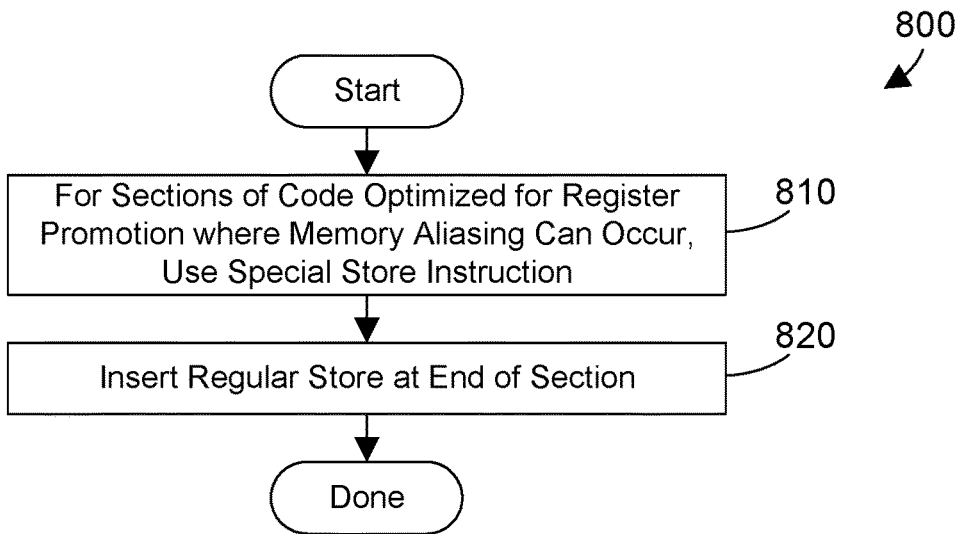 800
Start
For Sections of Code Optimized for Register
Promotion where Memory Aliasing Can Occur,
Use Special Store Instruction
810
Insert Regular Store at End of Section
820
Done